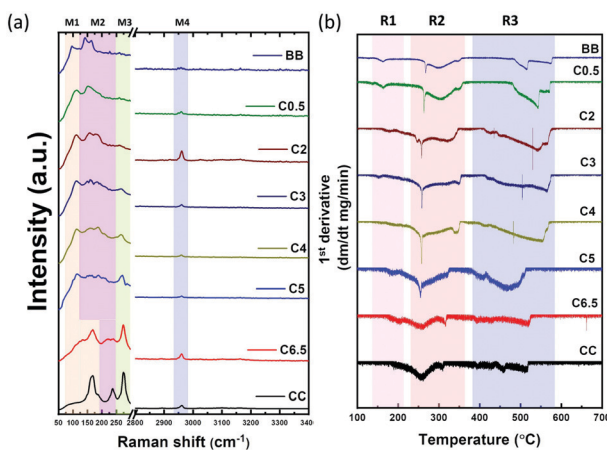 (a)
M1 M2 M3 M4
BB
C0.5
C2
C3
C4
C5
C6.5
CC
Intensity (a.u.)
50 100 150 200 250 2800 2900 3000 3100 3200 3300 3400
Raman shift (cm-1)
(b)
R1 R2 R3
BB
C0.5
C2
C3
C4
C5
C6.5
CC
1st derivative
(dm/dt mg/min)
100 200 300 400 500 600 700
Temperature (°C)